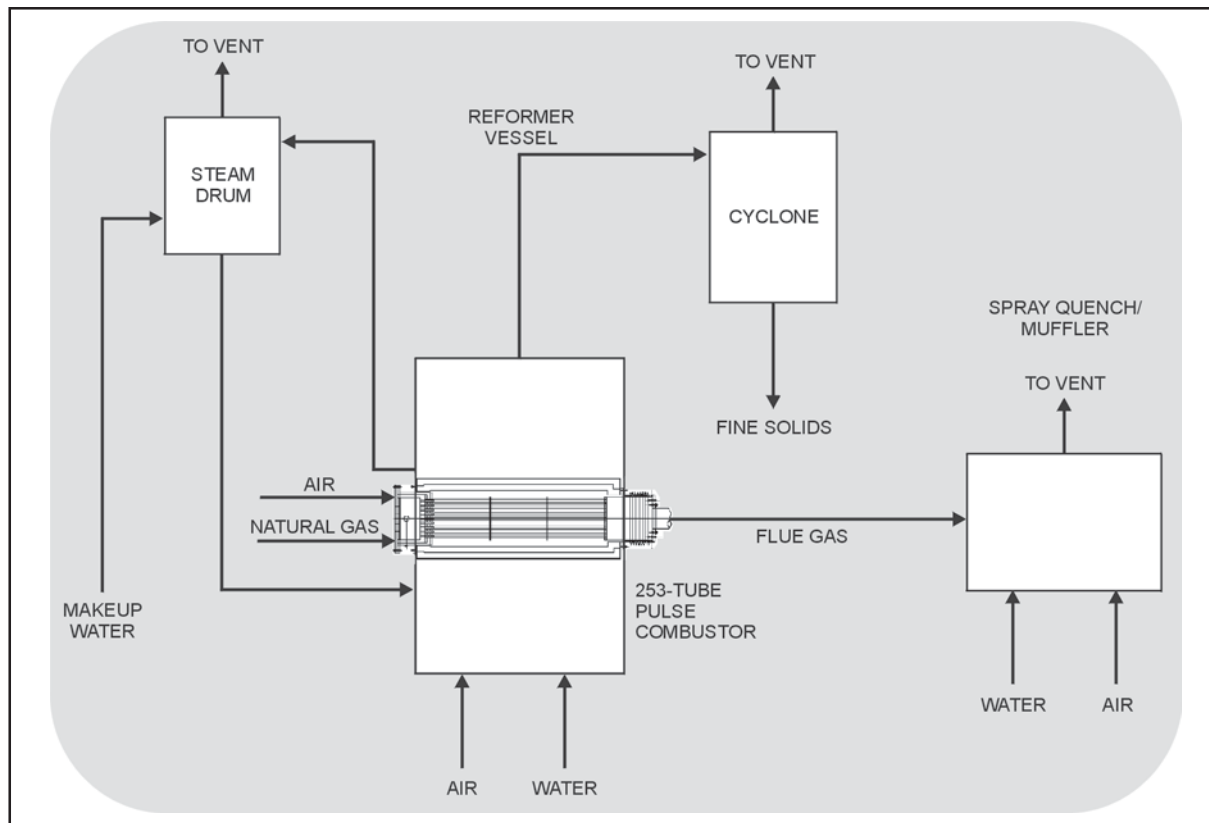 TO VENT
TO VENT
REFORMER
VESSEL
STEAM
DRUM
CYCLONE
SPRAY QUENCH/
MUFFLER
TO VENT
FINE SOLIDS
AIR
NATURAL GAS
FLUE GAS
253-TUBE
PULSE
COMBUSTOR
MAKEUP
WATER
WATER
AIR
AIR
WATER